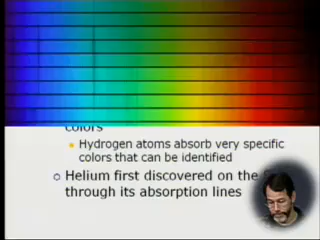 colors
Hydrogen atoms absorb very specific
colors that can be identified
Helium first discovered on the
through its absorption lines